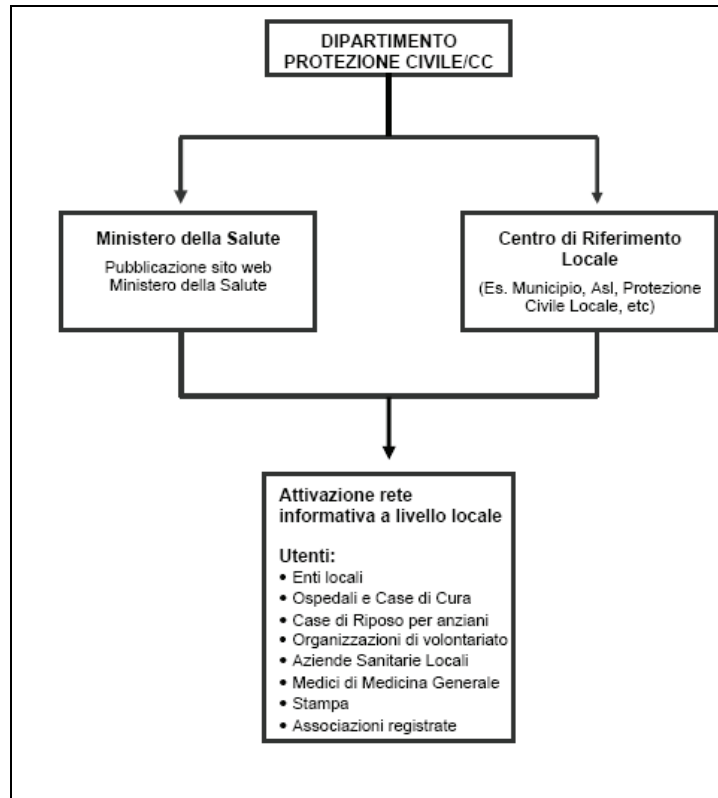 DIPARTIMENTO
PROTEZIONE CIVILE/CC
Ministero della Salute
Pubblicazione sito web
Ministero della Salute
Centro di Riferimento
Locale
(Es. Municipio, Asl, Protezione
Civile Locale, etc)
Attivazione rete
informativa a livello locale
Utenti:
• Enti locali
• Ospedali e Case di Cura
• Case di Riposo per anziani
• Organizzazioni di volontariato
• Aziende Sanitarie Locali
• Medici di Medicina Generale
• Stampa
• Associazioni registrate